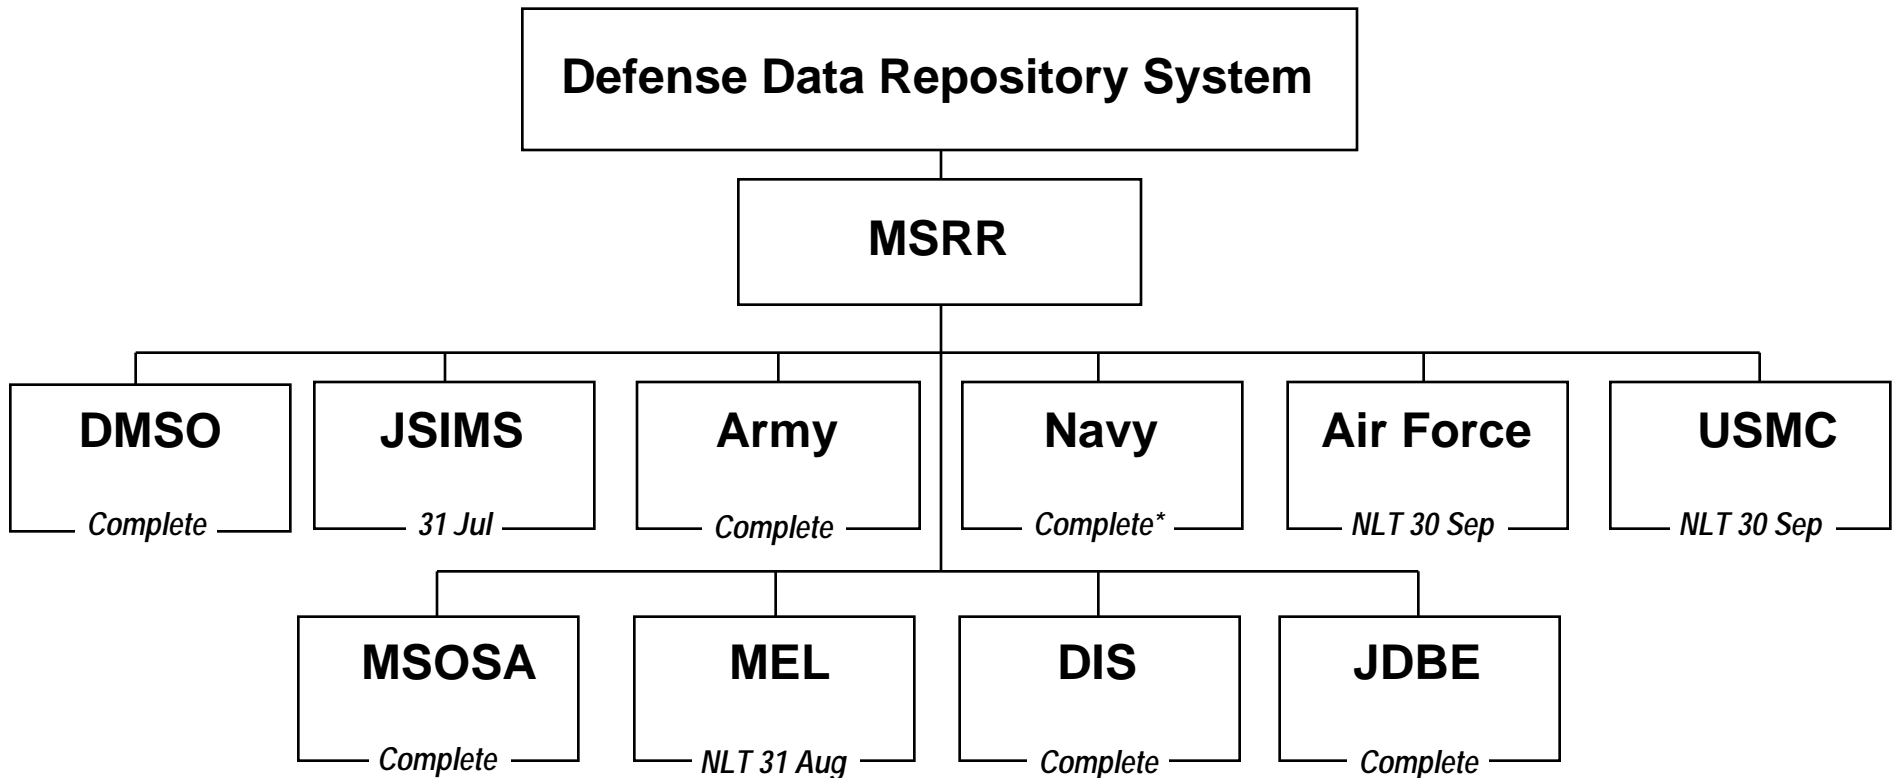 Defense Data Repository System
MSRR
DMSO
Complete
JSIMS
31 Jul
Army
Complete
Navy
Complete*
Air Force
NLT 30 Sep
USMC
NLT 30 Sep
MSOSA
Complete
MEL
NLT 31 Aug
DIS
Complete
JDBE
Complete